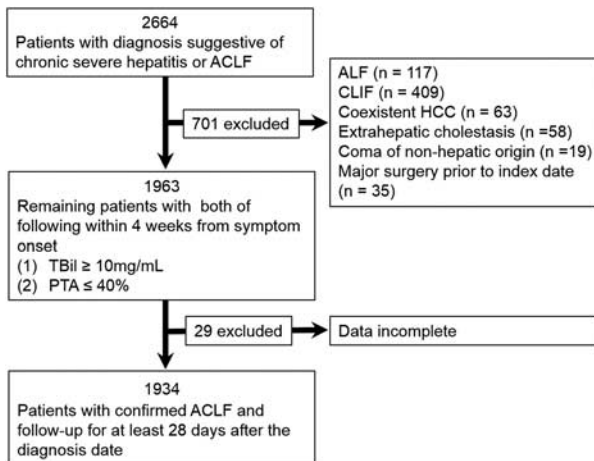 2664
Patients with diagnosis suggestive of
chronic severe hepatitis or ACLF
701 excluded
ALF (n = 117)
CLIF (n = 409)
Coexistent HCC (n = 63)
Extrahepatic cholestasis (n =58)
Coma of non-hepatic origin (n =19)
Major surgery prior to index date
(n = 35)
1963
Remaining patients with both of
following within 4 weeks from symptom
onset
(1) TBil ≥ 10mg/mL
(2) PTA ≤ 40%
29 excluded
Data incomplete
1934
Patients with confirmed ACLF and
follow-up for at least 28 days after the
diagnosis date